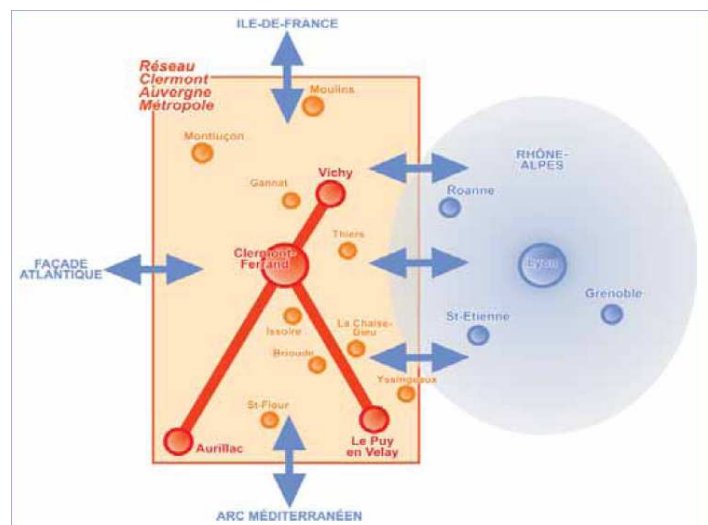 ILE-DE-FRANCE
Réseau
Clermont
Auvergne
Métropole
Moulins
Montluçon
RHÔNE-
ALPES
Vichy
Gannat
Roanne
Thiers
Clermont-
Ferrand
FAÇADE
ATLANTIQUE
Lyon
Grenoble
St-Etienne
Issoire
La Chaise-
Dieu
Brioude
Yssingeaux
St-Flour
Aurillac
Le Puy
en Velay
ARC MÉDITERRANÉEN